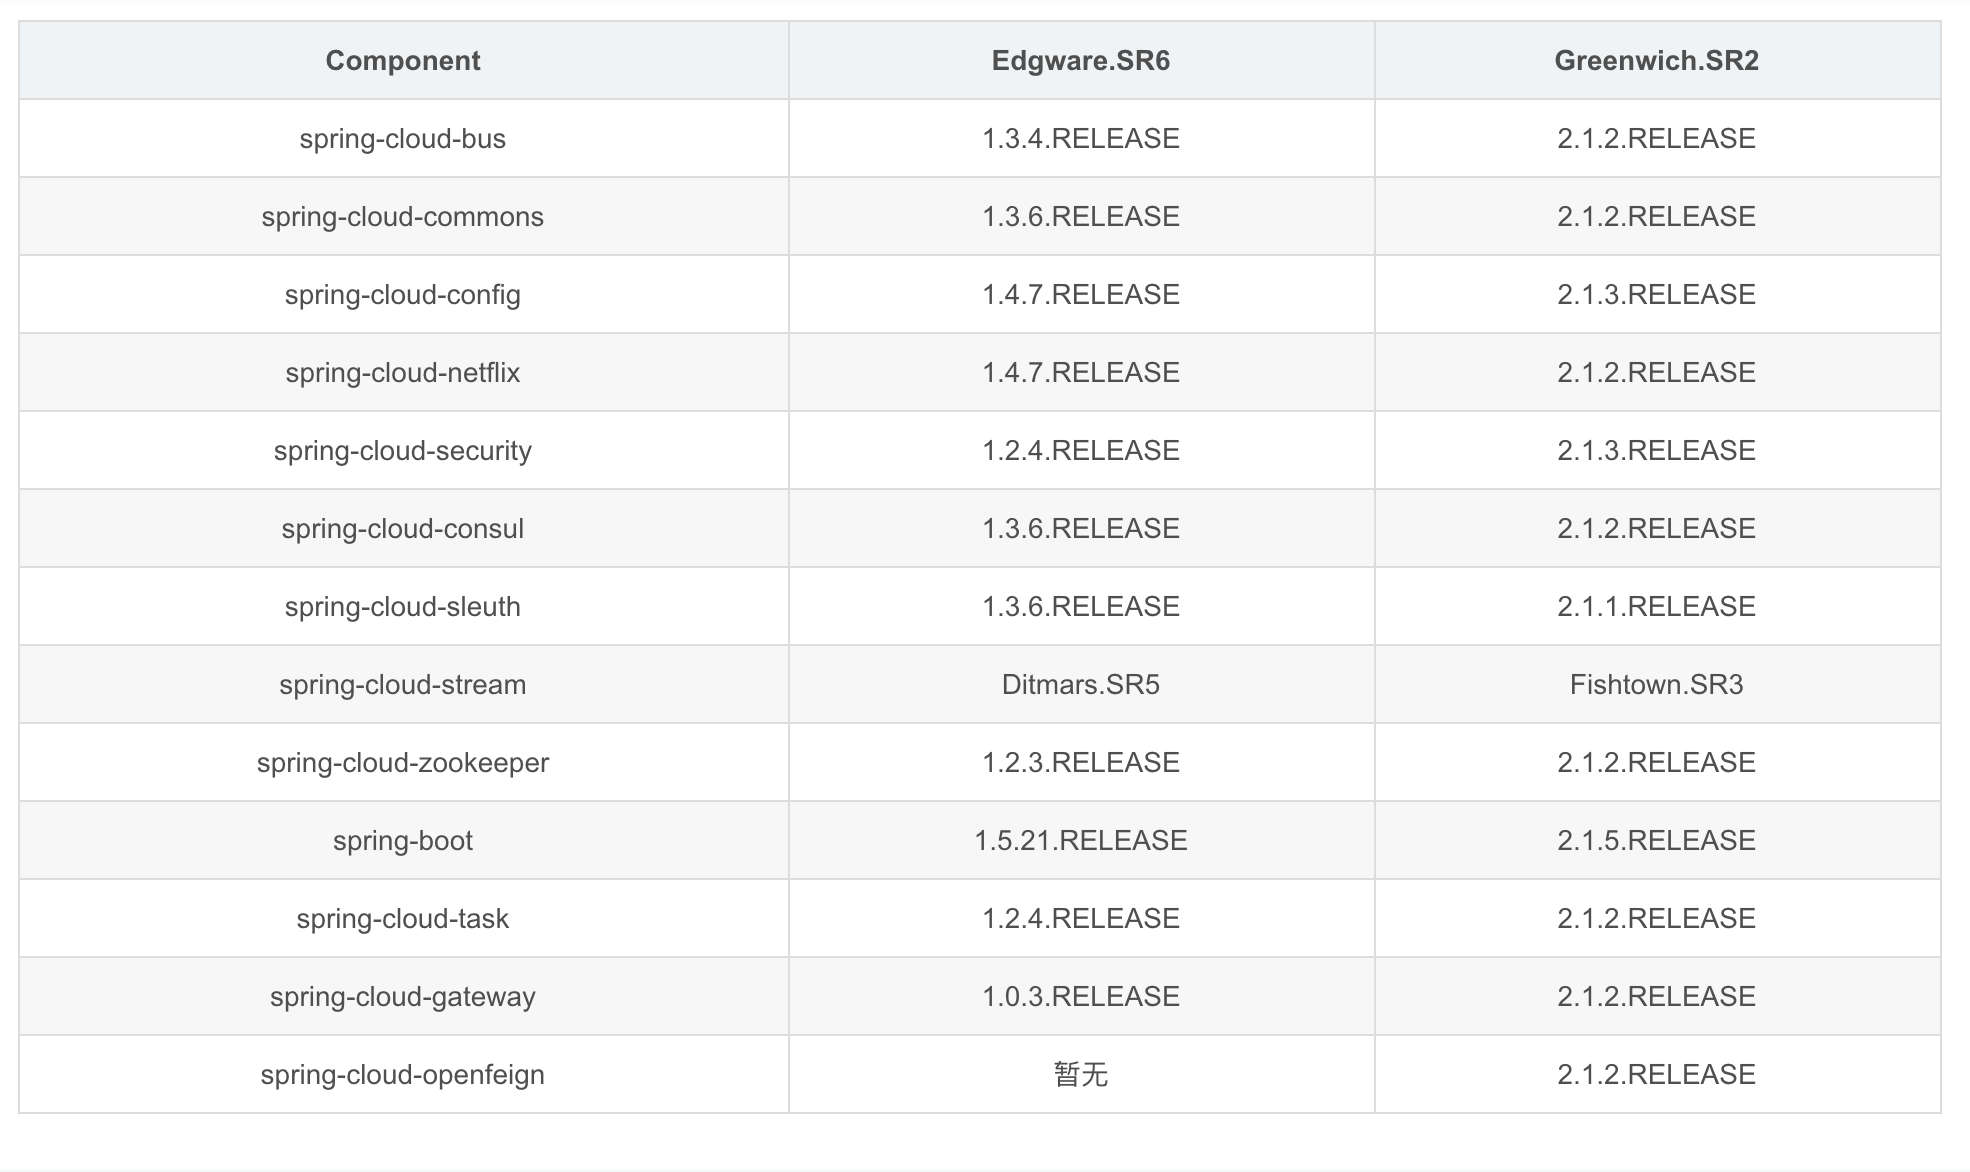 Component Edgware.SR6 Greenwich.SR2
spring-cloud-bus 1.3.4.RELEASE 2.1.2.RELEASE
spring-cloud-commons 1.3.6.RELEASE 2.1.2.RELEASE
spring-cloud-config 1.4.7.RELEASE 2.1.3.RELEASE
spring-cloud-netflix 1.4.7.RELEASE 2.1.2.RELEASE
spring-cloud-security 1.2.4.RELEASE 2.1.3.RELEASE
spring-cloud-consul 1.3.6.RELEASE 2.1.2.RELEASE
spring-cloud-sleuth 1.3.6.RELEASE 2.1.1.RELEASE
spring-cloud-stream Ditmars.SR5 Fishtown.SR3
spring-cloud-zookeeper 1.2.3.RELEASE 2.1.2.RELEASE
spring-boot 1.5.21.RELEASE 2.1.5.RELEASE
spring-cloud-task 1.2.4.RELEASE 2.1.2.RELEASE
spring-cloud-gateway 1.0.3.RELEASE 2.1.2.RELEASE
spring-cloud-openfeign 暂无 2.1.2.RELEASE